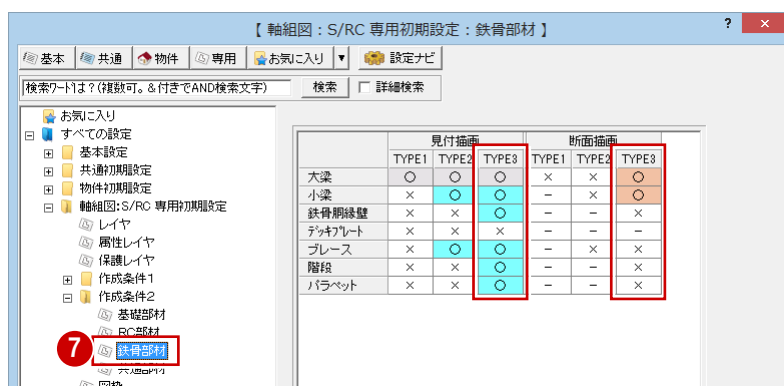 【 軸組図：S/RC 専用初期設定：鉄骨部材 】 ? ×
基本 共通 物件 専用 お気に入り ▼ 設定ナビ
検索ワードは？(複数可。＆付きでAND検索文字) 検索 詳細検索
お気に入り
すべての設定
基本設定
共通初期設定
物件初期設定
軸組図:S/RC 専用初期設定
レイヤ
属性レイヤ
保護レイヤ
作成条件1
作成条件2
基礎部材
RC部材
7 鉄骨部材
共通部材
図枠
見付描画 断面描画
TYPE1 TYPE2 TYPE3 TYPE1 TYPE2 TYPE3
大梁 ○ ○ ○ × × ○
小梁 × ○ ○ － × ○
鉄骨胴縁壁 × × ○ － － ×
デッキプレート × × × － － －
ブレース × ○ ○ － × ×
階段 × × ○ － － ×
パラペット × × ○ － － ×